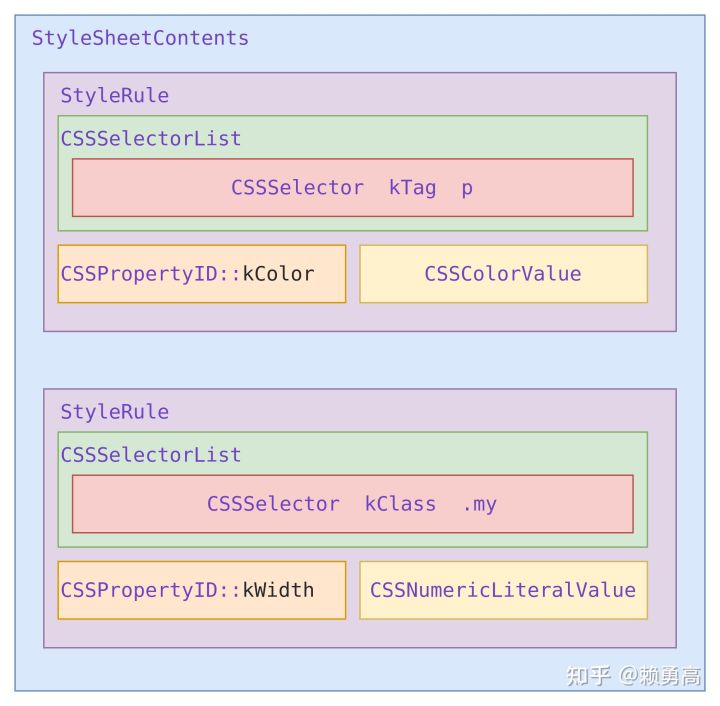 StyleSheetContents
StyleRule
CSSSelectorList
CSSSelector kTag p
CSSPropertyID::kColor
CSSColorValue
StyleRule
CSSSelectorList
CSSSelector kClass .my
CSSPropertyID::kWidth
CSSNumericLiteralValue
知乎 @赖勇高